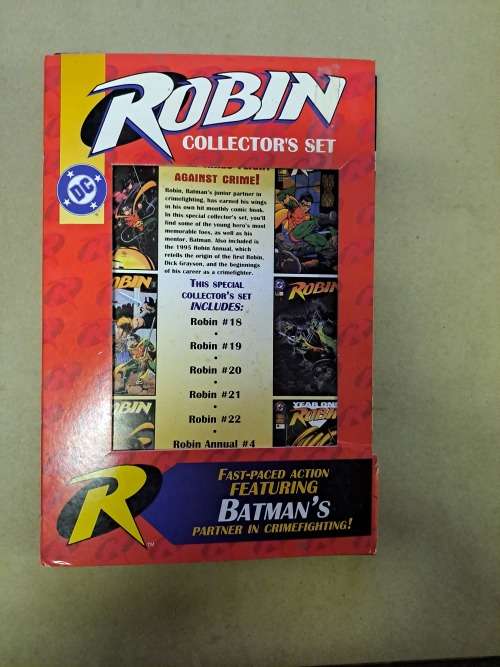 ROBIN
COLLECTOR'S SET
DC
AGAINST CRIME!
Robin, Batman's junior partner in
crimefighting, has earned his wings
in his own hit monthly comic book.
In this special collector's set, you'll
find some of the young hero's most
memorable foes, as well as his
mentor, Batman. Also included is
the 1995 Robin Annual, which
retells the origin of the first Robin,
Dick Grayson, and the beginnings
of his career as a crimefighter.
THIS SPECIAL
COLLECTOR'S SET
INCLUDES:
Robin #18
•
Robin #19
•
Robin #20
•
Robin #21
•
Robin #22
•
Robin Annual #4
BIN
ROBIN
BIN
YEAR ONE
ROBIN
R
TM
FAST-PACED ACTION
FEATURING
BATMAN'S
PARTNER IN CRIMEFIGHTING!